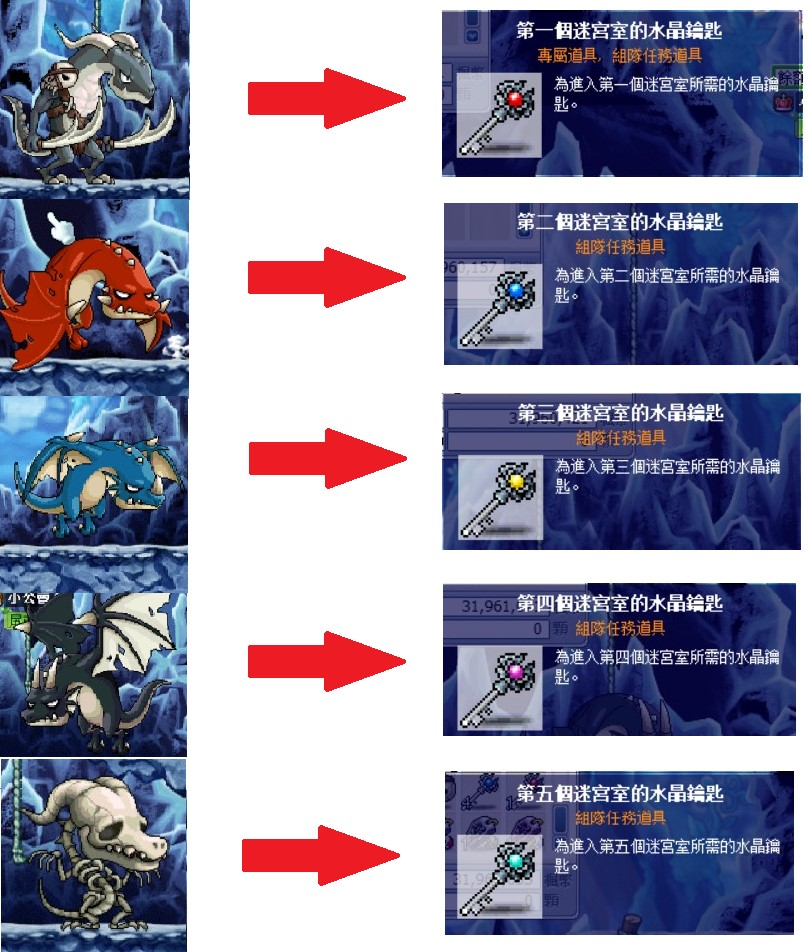 第一個迷宮室的水晶鑰匙
專屬道具, 組隊任務道具
為進入第一個迷宮室所需的水晶鑰
匙。
第二個迷宮室的水晶鑰匙
組隊任務道具
960,157
為進入第二個迷宮室所需的水晶鑰
匙。
第三個迷宮室的水晶鑰匙
組隊任務道具
為進入第三個迷宮室所需的水晶鑰
匙。
小公會
31,961,
第四個迷宮室的水晶鑰匙
0 顆
組隊任務道具
為進入第四個迷宮室所需的水晶鑰
匙。
第五個迷宮室的水晶鑰匙
組隊任務道具
為進入第五個迷宮室所需的水晶鑰
匙。
0 顆